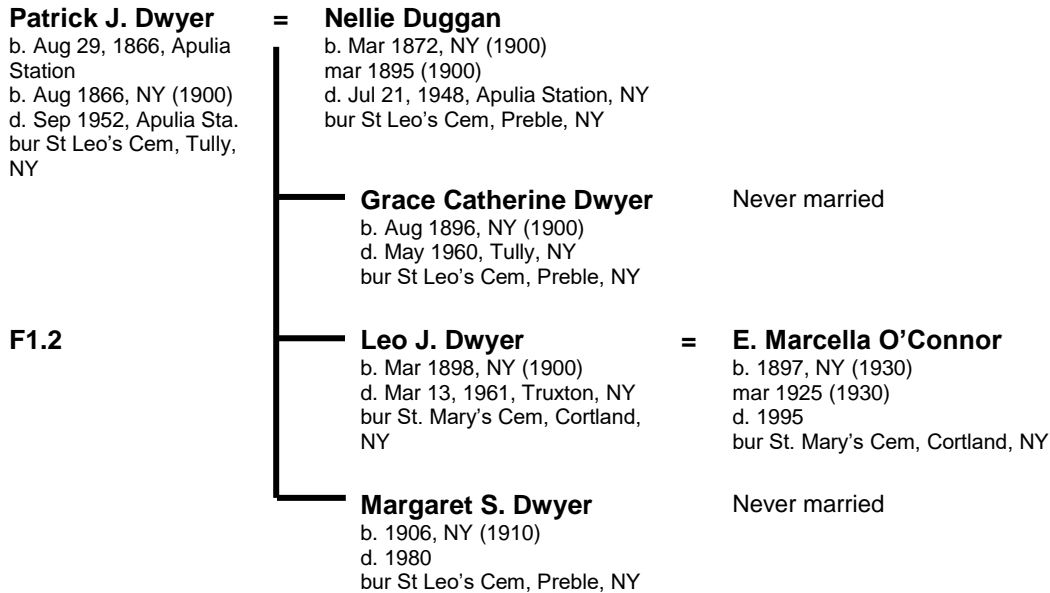 Patrick J. Dwyer = Nellie Duggan
b. Aug 29, 1866, Apulia
Station
b. Aug 1866, NY (1900)
d. Sep 1952, Apulia Sta.
bur St Leo's Cem, Tully,
NY
b. Mar 1872, NY (1900)
mar 1895 (1900)
d. Jul 21, 1948, Apulia Station, NY
bur St Leo's Cem, Preble, NY
Grace Catherine Dwyer Never married
b. Aug 1896, NY (1900)
d. May 1960, Tully, NY
bur St Leo's Cem, Preble, NY
F1.2 Leo J. Dwyer = E. Marcella O'Connor
b. Mar 1898, NY (1900)
d. Mar 13, 1961, Truxton, NY
bur St. Mary's Cem, Cortland,
NY
b. 1897, NY (1930)
mar 1925 (1930)
d. 1995
bur St. Mary's Cem, Cortland, NY
Margaret S. Dwyer Never married
b. 1906, NY (1910)
d. 1980
bur St Leo's Cem, Preble, NY